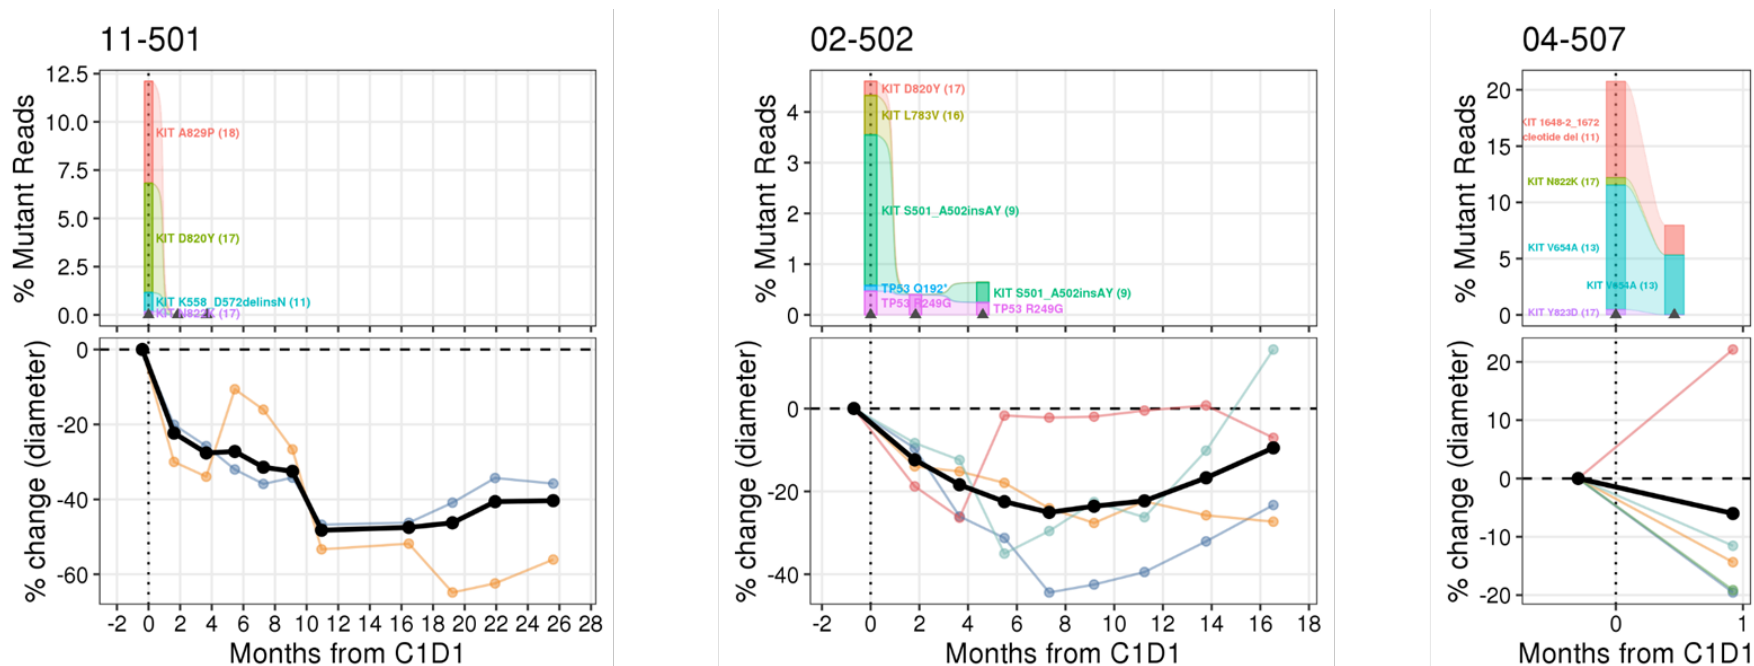 11-501
12.5
10.0
7.5
5.0
2.5
0.0
% Mutant Reads
KIT A829P (18)
KIT D820Y (17)
KIT K558_D572delinsN (11)
KIT N822K (17)
0
-20
-40
-60
% change (diameter)
-2 0 2 4 6 8 10 12 14 16 18 20 22 24 26 28
Months from C1D1
02-502
4
3
2
1
0
% Mutant Reads
KIT D820Y (17)
KIT L783V (16)
KIT S501_A502insAY (9)
TP53 Q192*
TP53 R249G
KIT S501_A502insAY (9)
TP53 R249G
0
-20
-40
% change (diameter)
-2 0 2 4 6 8 10 12 14 16 18
Months from C1D1
04-507
20
15
10
5
0
% Mutant Reads
KIT 1648-2_1672
cleotide del (11)
KIT N822K (17)
KIT V654A (13)
KIT V654A (13)
KIT Y823D (17)
20
10
0
-10
-20
% change (diameter)
0 1
Months from C1D1